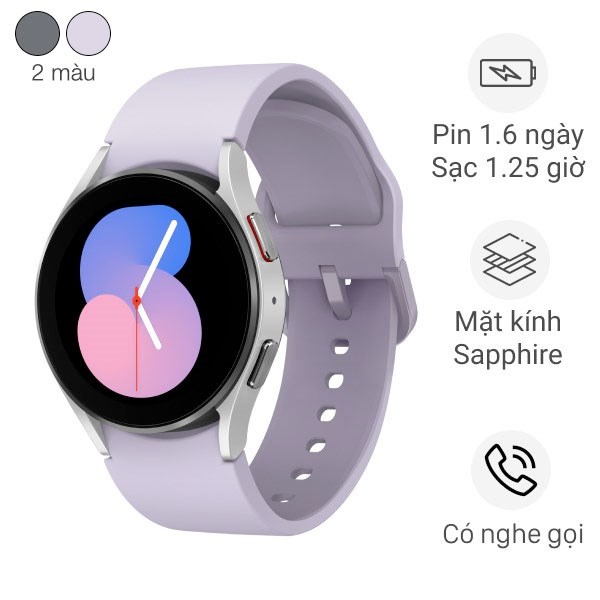 2 màu
Pin 1.6 ngày
Sạc 1.25 giờ
Mặt kính
Sapphire
Có nghe gọi